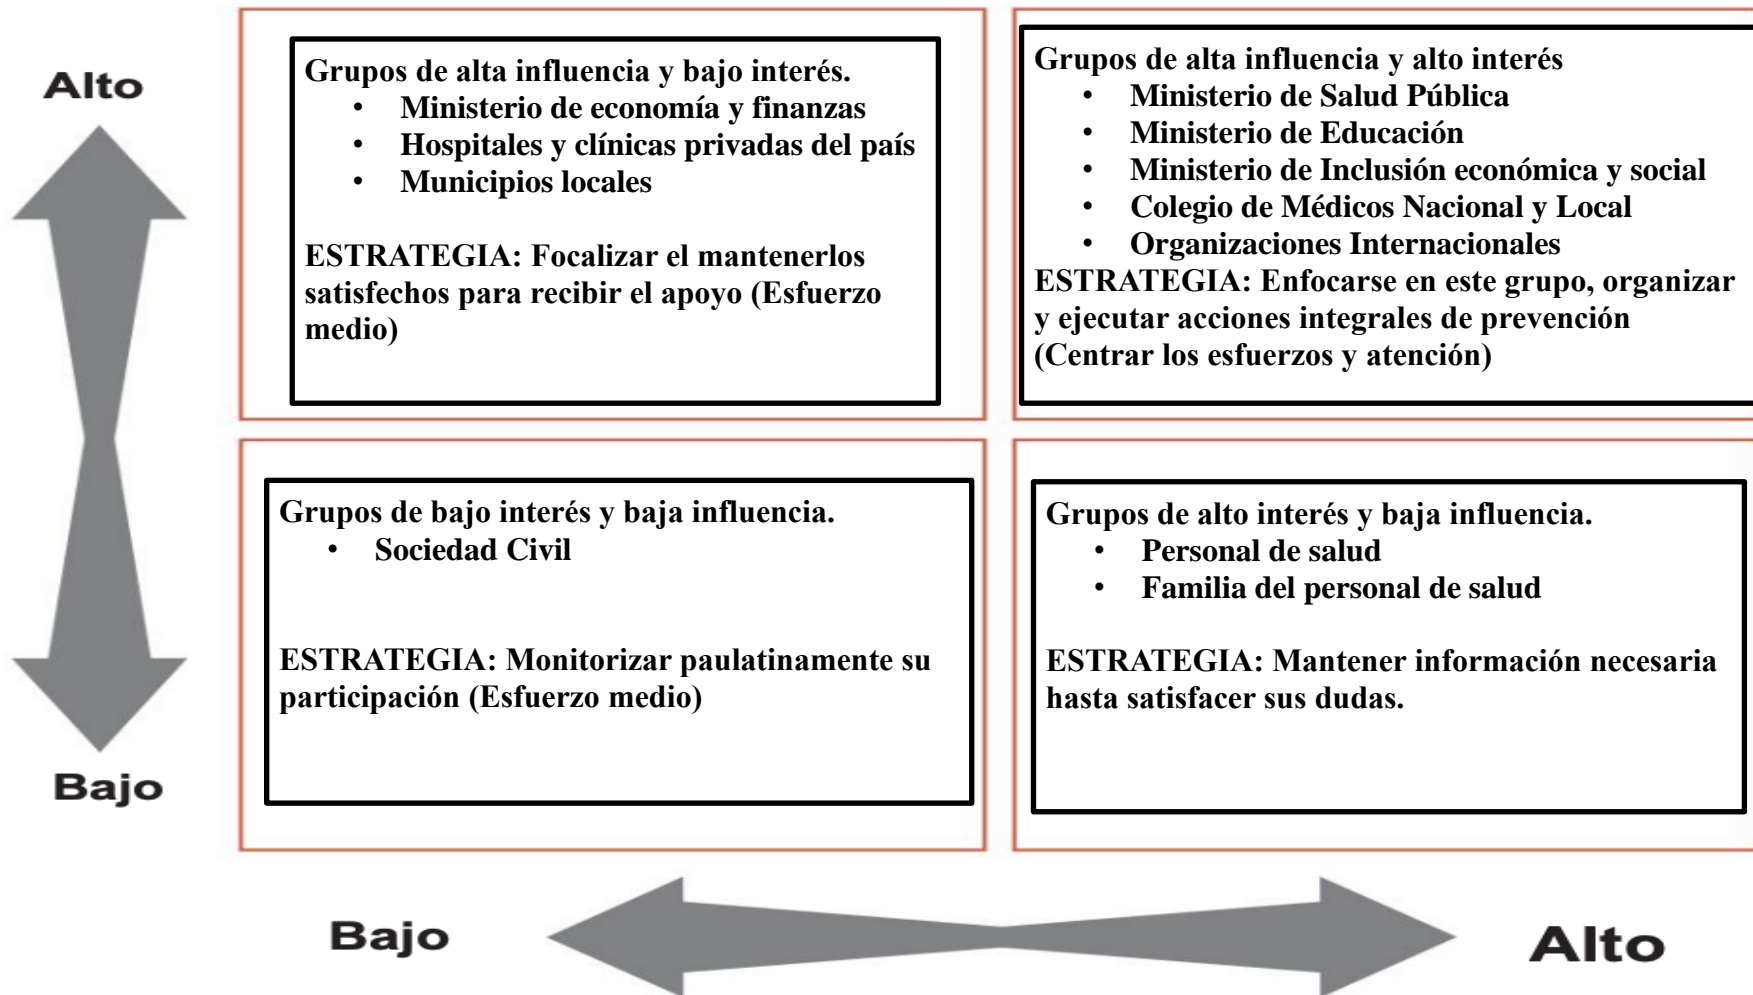 Alto
Grupos de alta influencia y bajo interés.
• Ministerio de economía y finanzas
• Hospitales y clínicas privadas del país
• Municipios locales
ESTRATEGIA: Focalizar el mantenerlos
satisfechos para recibir el apoyo (Esfuerzo
medio)
Grupos de alta influencia y alto interés
• Ministerio de Salud Pública
• Ministerio de Educación
• Ministerio de Inclusión económica y social
• Colegio de Médicos Nacional y Local
• Organizaciones Internacionales
ESTRATEGIA: Enfocarse en este grupo, organizar
y ejecutar acciones integrales de prevención
(Centrar los esfuerzos y atención)
Grupos de bajo interés y baja influencia.
• Sociedad Civil
ESTRATEGIA: Monitorizar paulatinamente su
participación (Esfuerzo medio)
Grupos de alto interés y baja influencia.
• Personal de salud
• Familia del personal de salud
ESTRATEGIA: Mantener información necesaria
hasta satisfacer sus dudas.
Bajo
Bajo
Alto